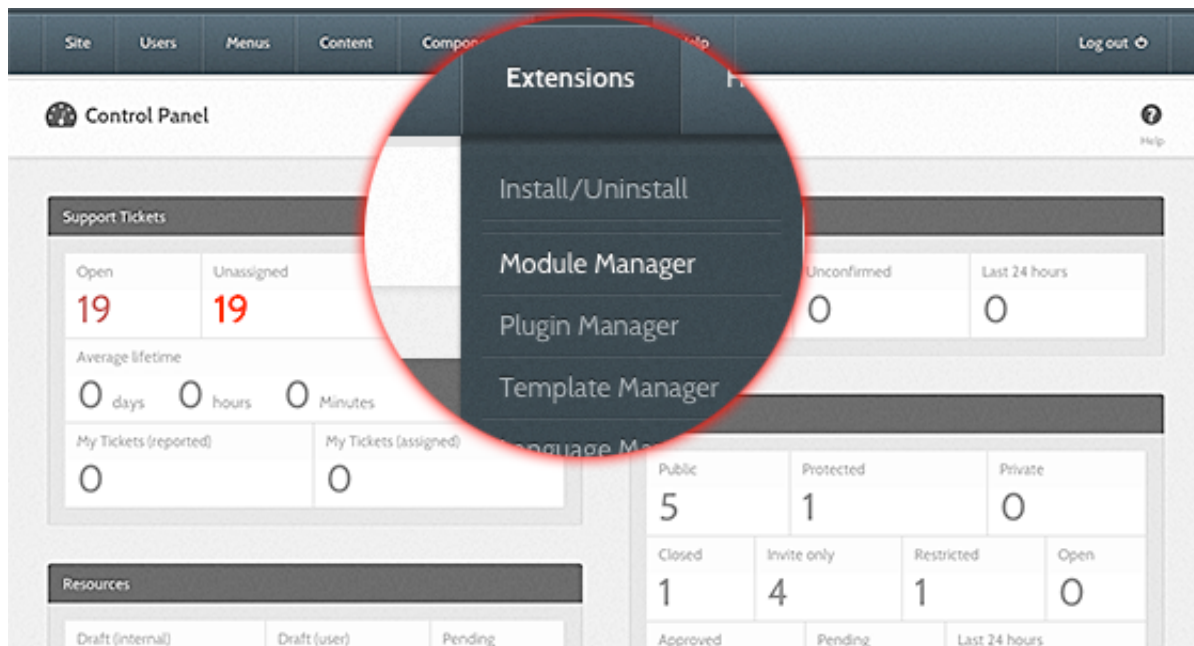 Site Users Menus Content Log out
Extensions
Control Panel
Help
Install/Uninstall
Support Tickets
Module Manager
Open Unassigned
19 19
Unconfirmed Last 24 hours
0 0
Plugin Manager
Average lifetime
0 days 0 hours 0 Minutes
Template Manager
My Tickets (reported) My Tickets (assigned)
0 0
Public Protected Private
5 1 0
Closed Invite only Restricted Open
1 4 1 0
Resources
Draft (internal) Draft (user) Pending
Approved Pending Last 24 hours